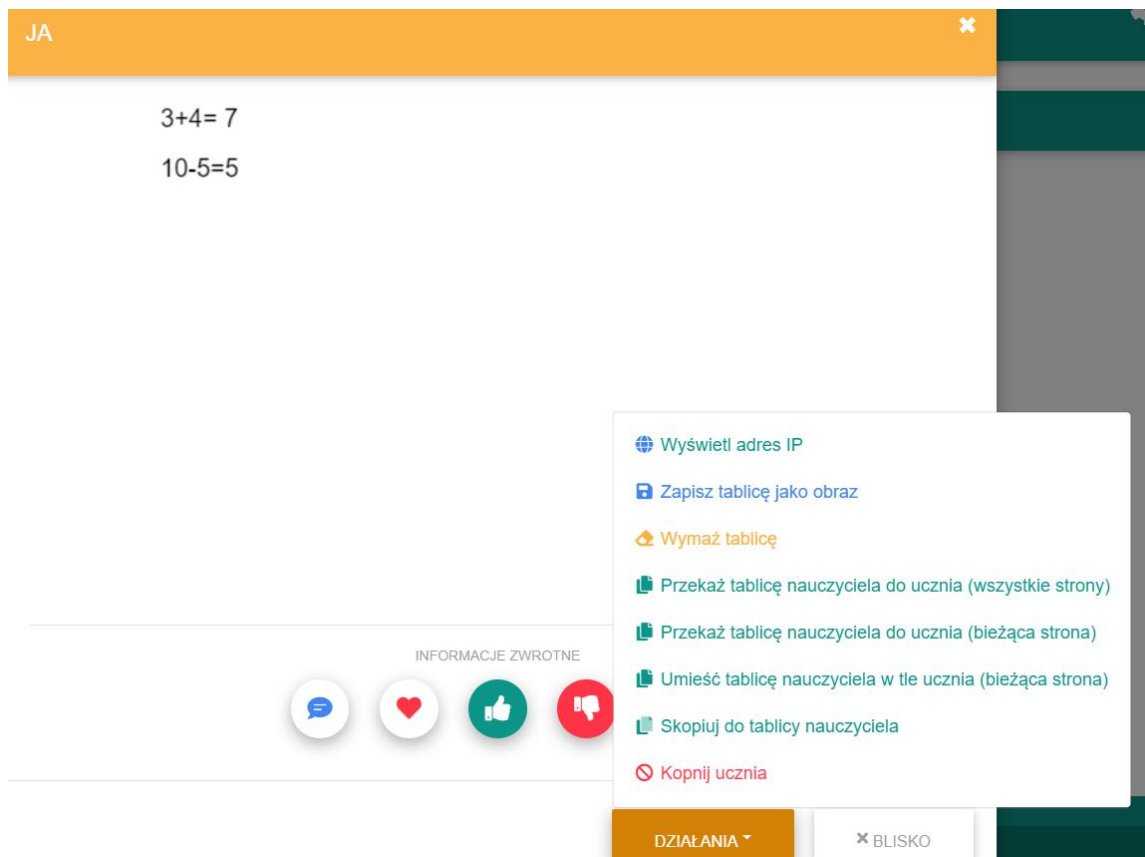 JA
3+4= 7
10-5=5
Wyświetl adres IP
Zapisz tablicę jako obraz
Wymaż tablicę
Przekaż tablicę nauczyciela do ucznia (wszystkie strony)
Przekaż tablicę nauczyciela do ucznia (bieżąca strona)
Umieść tablicę nauczyciela w tle ucznia (bieżąca strona)
Skopiuj do tablicy nauczyciela
Kopnij ucznia
INFORMACJE ZWROTNE
DZIAŁANIA
BLISKO